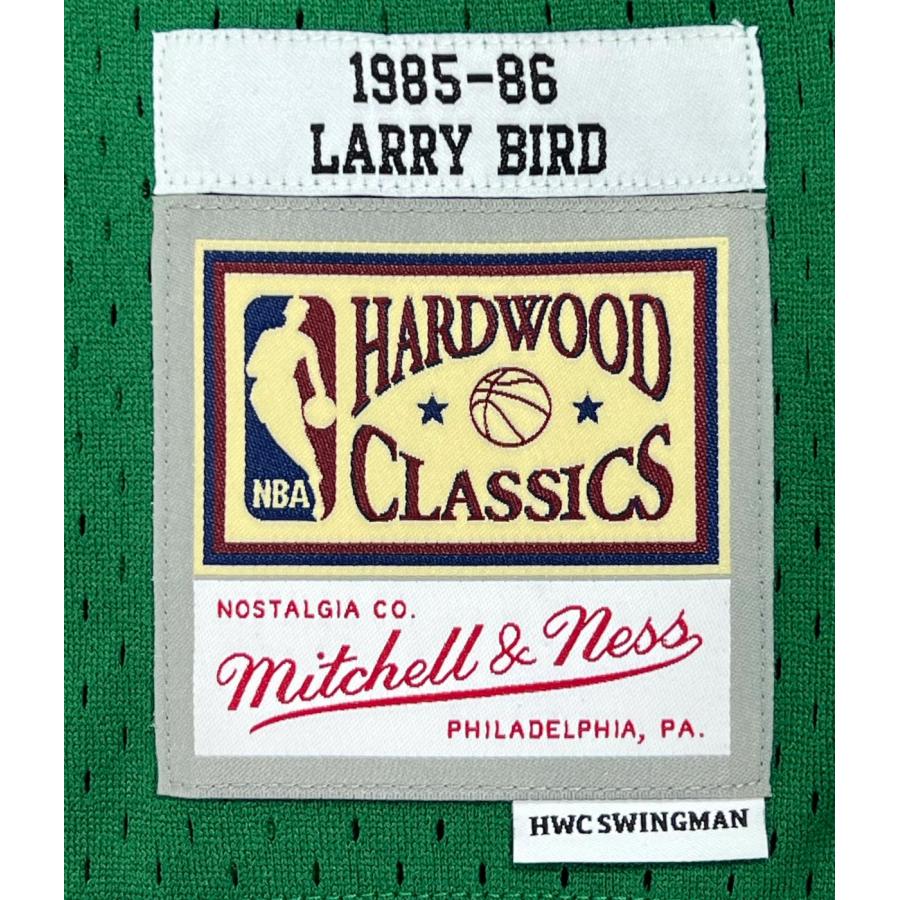 1985-86
LARRY BIRD
HARDWOOD
CLASSICS
NBA
NOSTALGIA CO.
Mitchell & Ness
PHILADELPHIA, PA.
HWC SWINGMAN